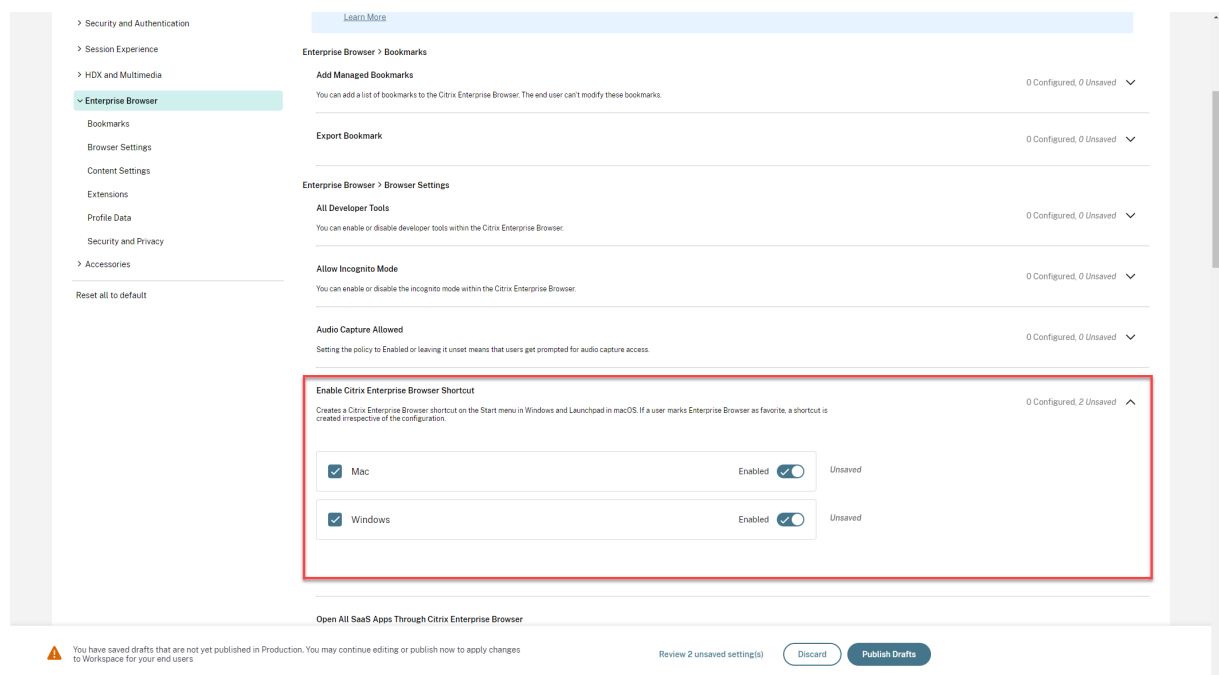 Security and Authentication
Session Experience
HDX and Multimedia
Enterprise Browser
Bookmarks
Browser Settings
Content Settings
Extensions
Profile Data
Security and Privacy
Accessories
Reset all to default
Learn More
Enterprise Browser > Bookmarks
Add Managed Bookmarks
You can add a list of bookmarks to the Citrix Enterprise Browser. The end user can't modify these bookmarks.
0 Configured, 0 Unsaved
Export Bookmark
0 Configured, 0 Unsaved
Enterprise Browser > Browser Settings
All Developer Tools
You can enable or disable developer tools within the Citrix Enterprise Browser.
0 Configured, 0 Unsaved
Allow Incognito Mode
You can enable or disable the incognito mode within the Citrix Enterprise Browser.
0 Configured, 0 Unsaved
Audio Capture Allowed
Setting the policy to Enabled or leaving it unset means that users get prompted for audio capture access.
0 Configured, 0 Unsaved
Enable Citrix Enterprise Browser Shortcut
Creates a Citrix Enterprise Browser shortcut on the Start menu in Windows and Launchpad in macOS. If a user marks Enterprise Browser as favorite, a shortcut is
created irrespective of the configuration.
0 Configured, 2 Unsaved
Mac Enabled Unsaved
Windows Enabled Unsaved
Open All SaaS Apps Through Citrix Enterprise Browser
You have saved drafts that are not yet published in Production. You may continue editing or publish now to apply changes
to Workspace for your end users
Review 2 unsaved setting(s) Discard Publish Drafts